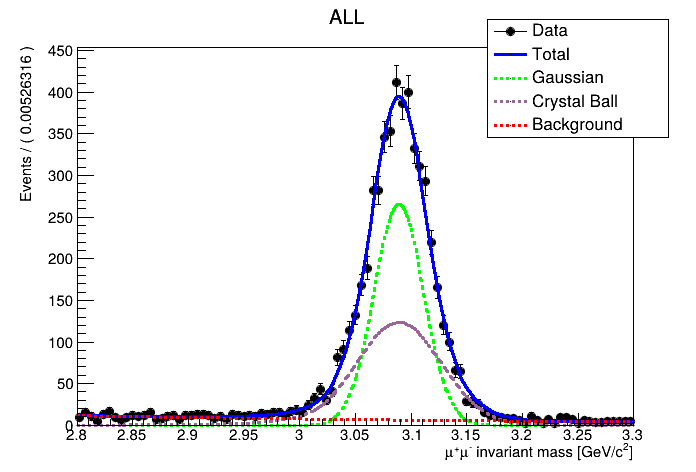 ALL
Data
Total
Gaussian
Crystal Ball
Background
Events / ( 0.00526316 )
450
400
350
300
250
200
150
100
50
0
2.8 2.85 2.9 2.95 3 3.05 3.1 3.15 3.2 3.25 3.3
μ⁺μ⁻ invariant mass [GeV/c²]